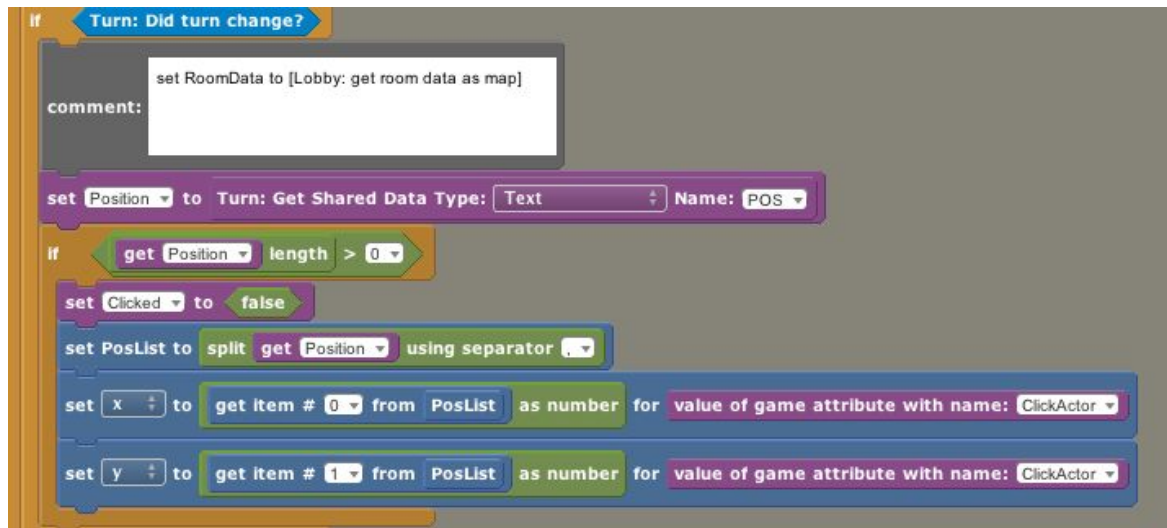 if Turn: Did turn change?
comment: set RoomData to [Lobby: get room data as map]
set Position to Turn: Get Shared Data Type: Text Name: POS
if get Position length > 0
set Clicked to false
set PosList to split get Position using separator ,
set x to get item # 0 from PosList as number for value of game attribute with name: ClickActor
set y to get item # 1 from PosList as number for value of game attribute with name: ClickActor